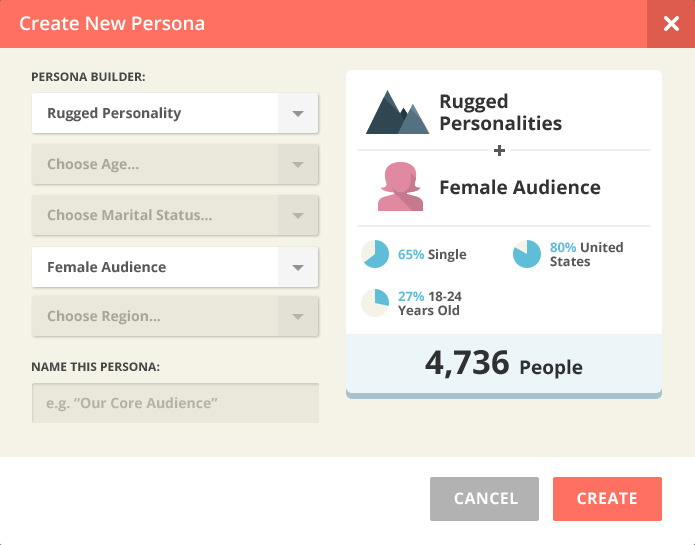 Create New Persona
PERSONA BUILDER:
Rugged Personality
Choose Age...
Choose Marital Status...
Female Audience
Choose Region...
NAME THIS PERSONA:
e.g. “Our Core Audience”
Rugged
Personalities
+
Female Audience
65% Single
80% United
States
27% 18-24
Years Old
4,736 People
CANCEL
CREATE